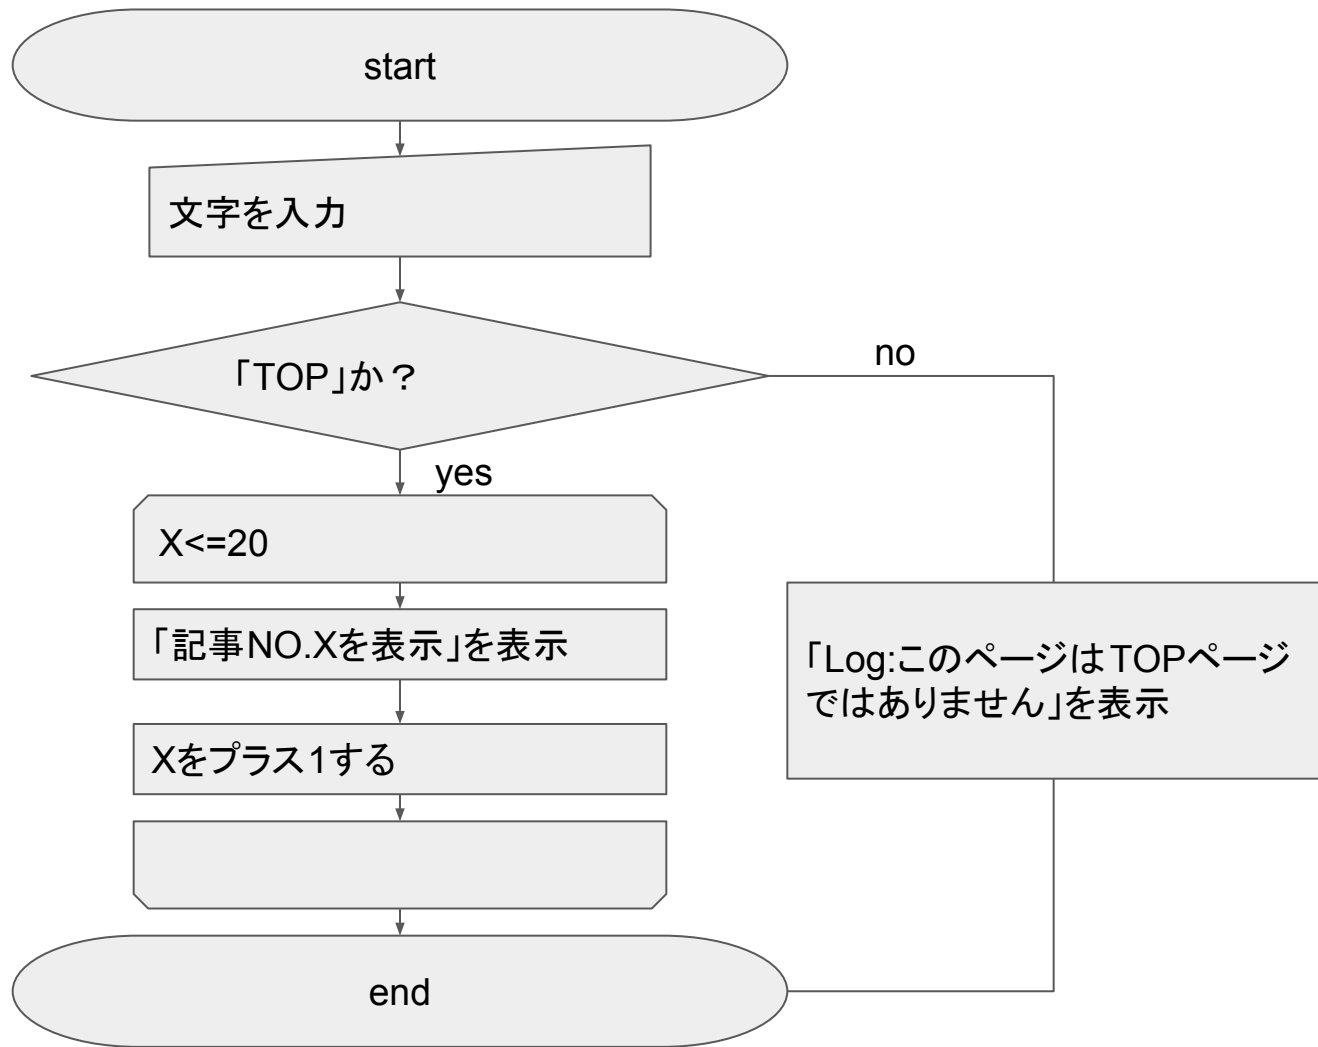 start
文字を入力
「TOP」か？
no
yes
X<=20
「記事NO.Xを表示」を表示
「Log:このページはTOPページ
ではありません」を表示
Xをプラス1する
end